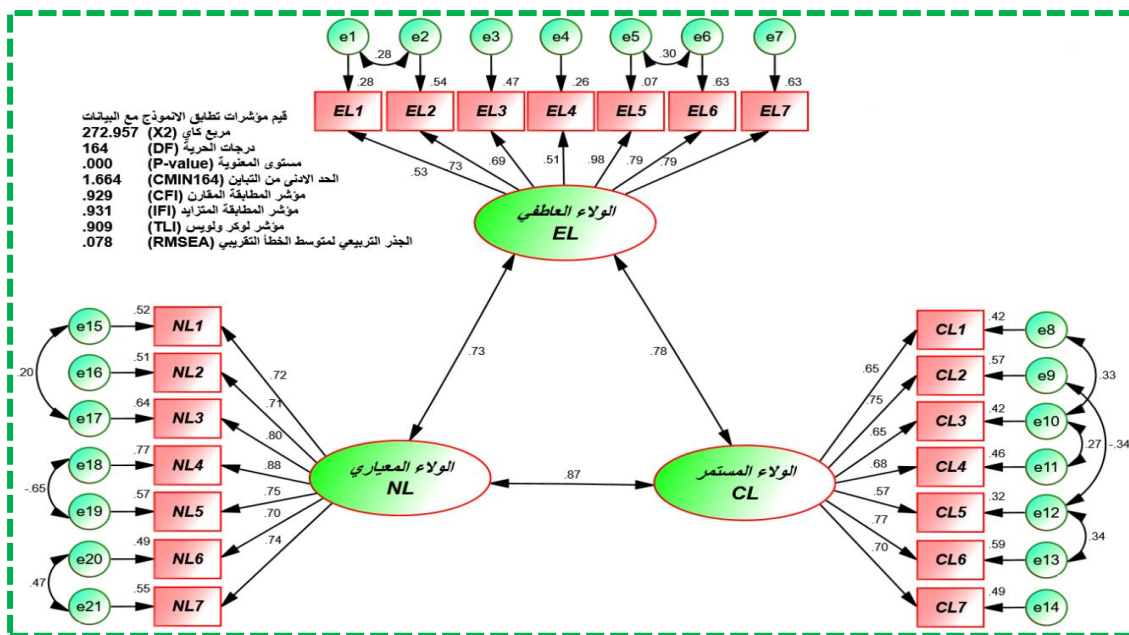 e1 e2 e3 e4 e5 e6 e7
.28 .30
.28 .54 .47 .26 .07 .63 .63
EL1 EL2 EL3 EL4 EL5 EL6 EL7
قيم مؤشرات تطابق الانموذج مع البيانات
مربع كاي (X2) 272.957
درجات الحرية (DF) 164
مستوى المعنوية (P-value) .000
الحد الادنى من التباين (CMIN164) 1.664
مؤشر المطابقة المقارن (CFI) .929
مؤشر المطابقة المتزايد (IFI) .931
مؤشر لوكر ولويس (TLI) .909
الجذر التربيعي لمتوسط الخطأ التقريبي (RMSEA) .078
.53 .73 .69 .51 .98 .79 .79
الولاء العاطفي
EL
.73
.78
.87
e15 .52 NL1 .72
e16 .51 NL2 .71
.20
e17 .64 NL3 .80
e18 .77 NL4 .88
-.65
e19 .57 NL5 .75
e20 .49 NL6 .70
.47
e21 .55 NL7 .74
الولاء المعياري
NL
الولاء المستمر
CL
.65 CL1 .42 e8
.75 CL2 .57 e9
.33
.65 CL3 .42 e10
.27 -.34
.68 CL4 .46 e11
.57 CL5 .32 e12
.34
.77 CL6 .59 e13
.70 CL7 .49 e14